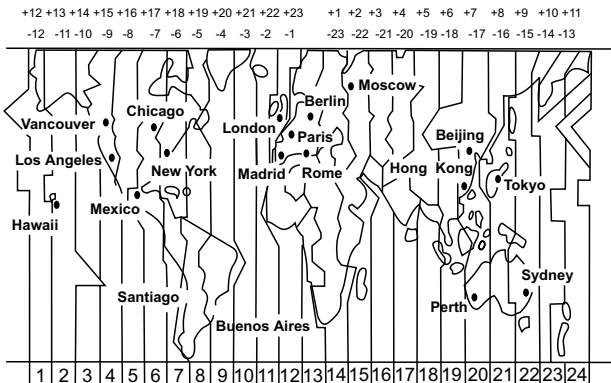 +12 +13 +14 +15 +16 +17 +18 +19 +20 +21 +22 +23 +1 +2 +3 +4 +5 +6 +7 +8 +9 +10 +11
-12 -11 -10 -9 -8 -7 -6 -5 -4 -3 -2 -1 -23 -22 -21 -20 -19 -18 -17 -16 -15 -14 -13
Moscow
Berlin
Chicago
Vancouver
London
Paris
Beijing
Los Angeles
New York
Madrid
Rome
Hong Kong
Tokyo
Mexico
Hawaii
Sydney
Santiago
Perth
Buenos Aires
1 2 3 4 5 6 7 8 9 10 11 12 13 14 15 16 17 18 19 20 21 22 23 24